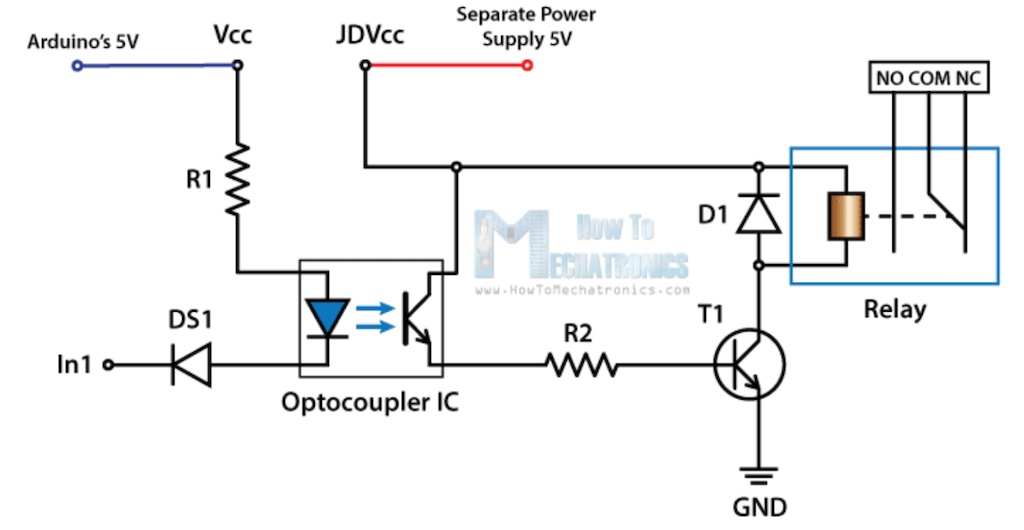 Arduino's 5V
Vcc
JDVcc
Separate Power
Supply 5V
NO COM NC
R1
D1
How To
MECHATRONICS
www.HowToMechatronics.com
Relay
DS1
T1
R2
In1
Optocoupler IC
GND